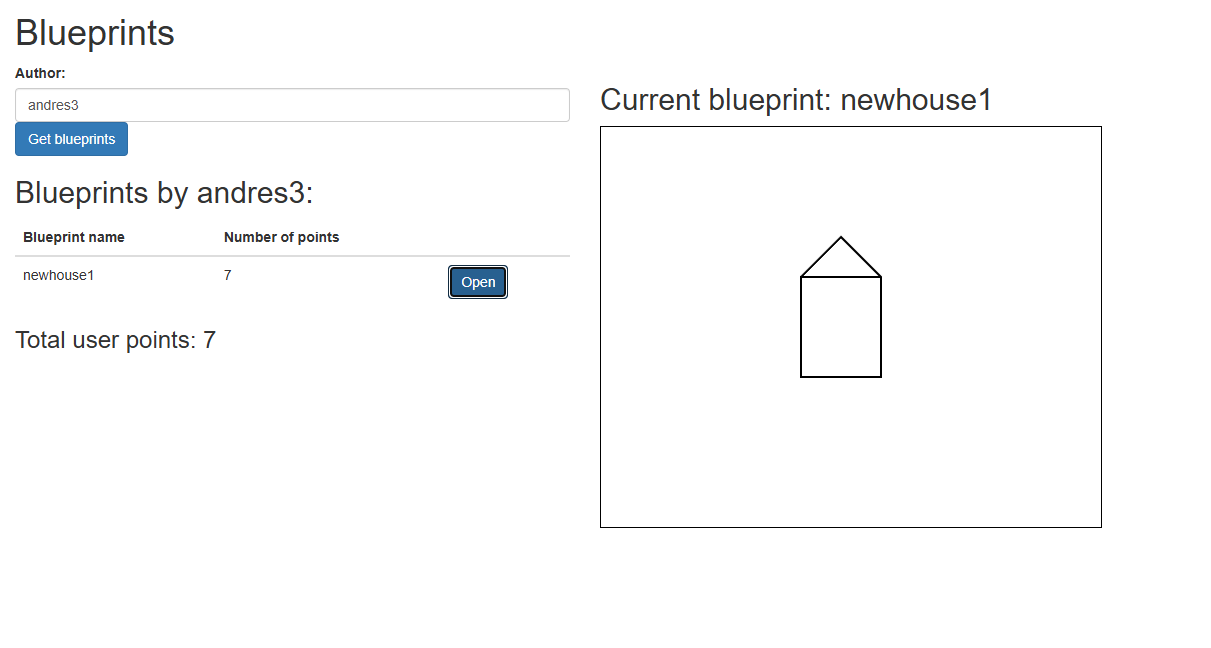 Blueprints
Author:
andres3
Get blueprints
Blueprints by andres3:
Blueprint name Number of points
newhouse1 7 Open
Total user points: 7
Current blueprint: newhouse1